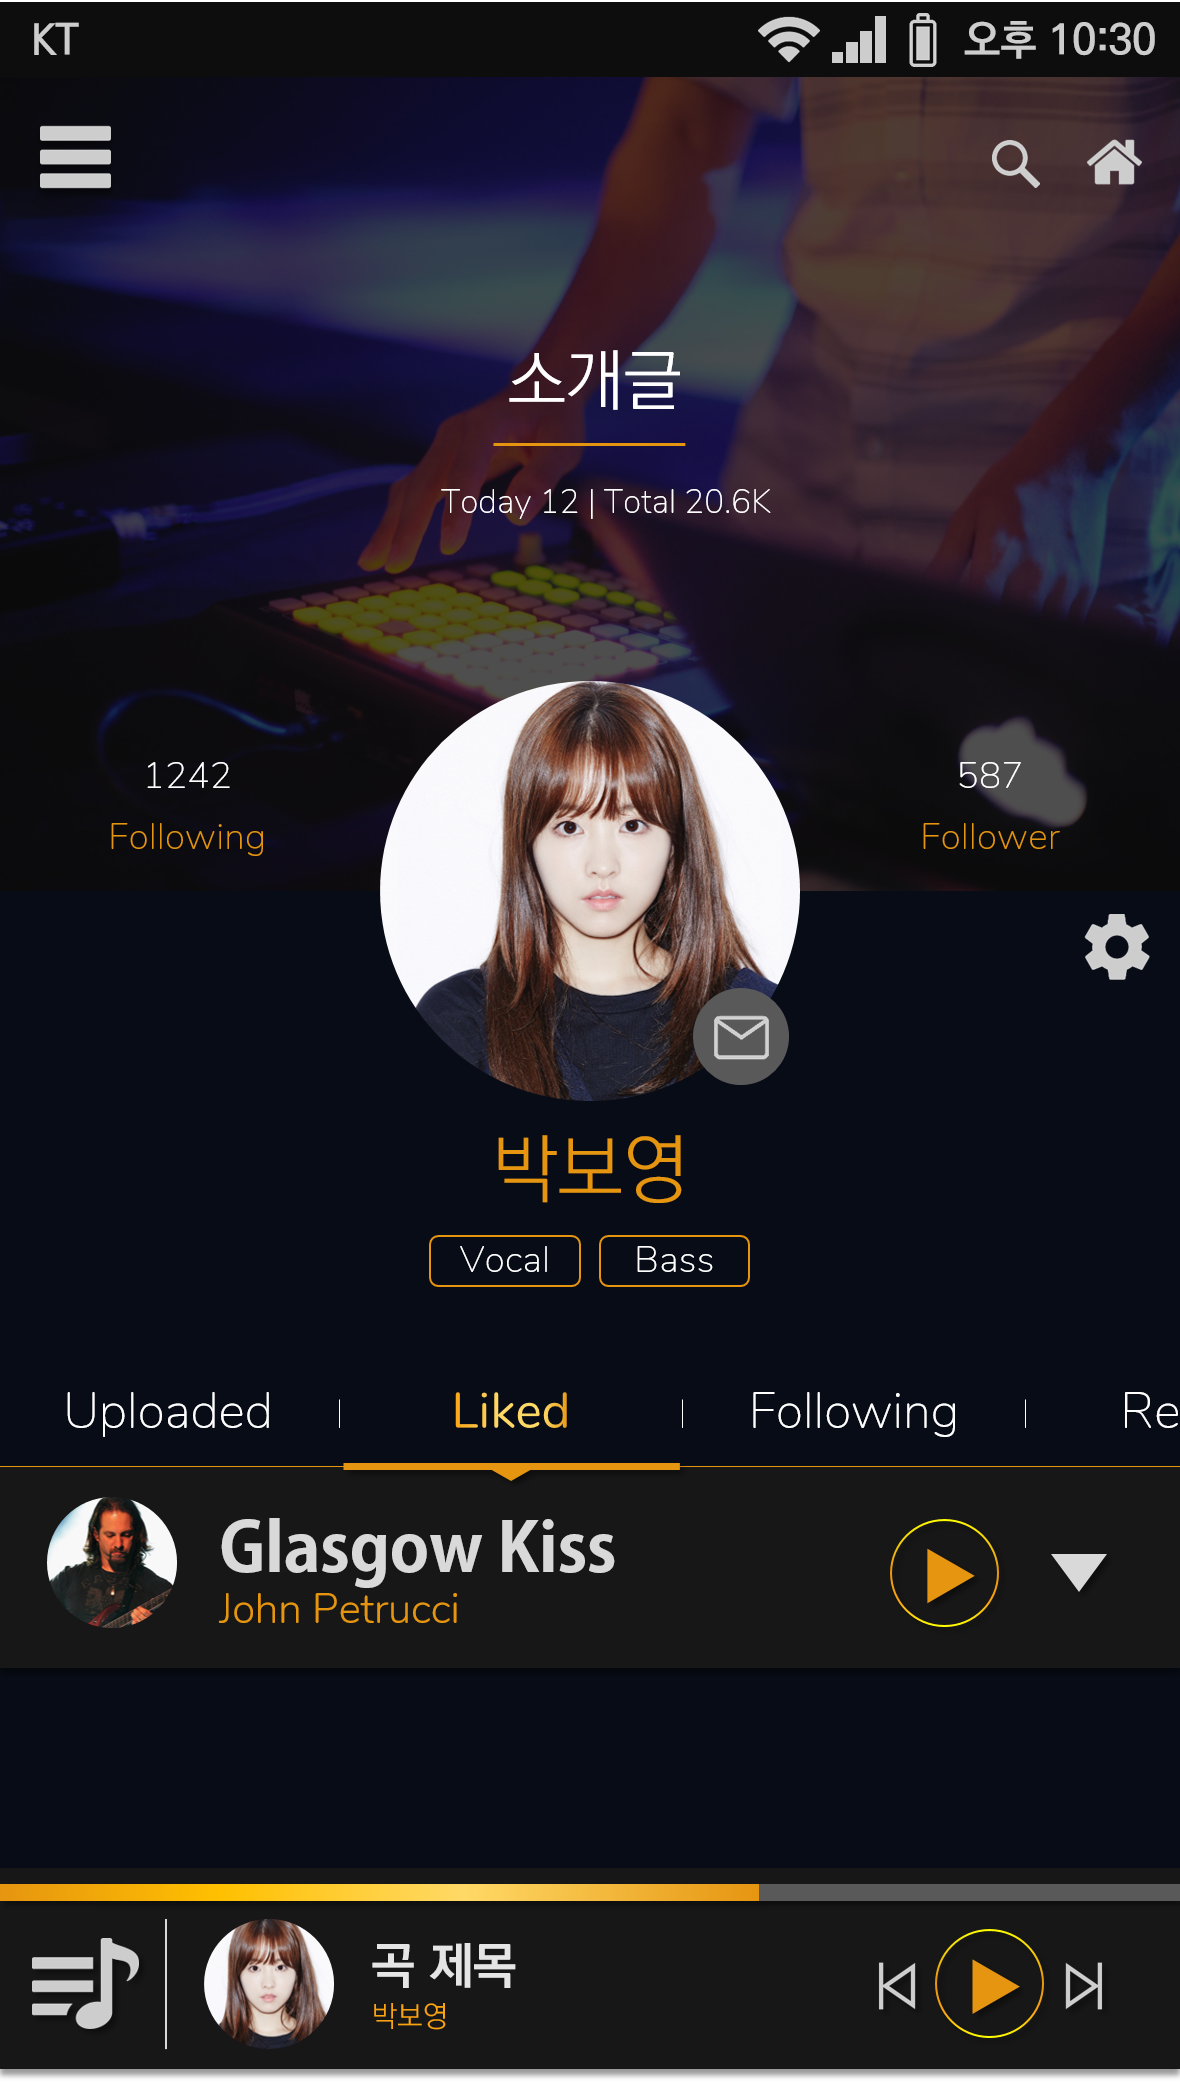 KT 오후 10:30
소개글
Today 12 | Total 20.6K
1242
Following
587
Follower
박보영
Vocal
Bass
Uploaded
Liked
Following
Re
Glasgow Kiss
John Petrucci
곡 제목
박보영